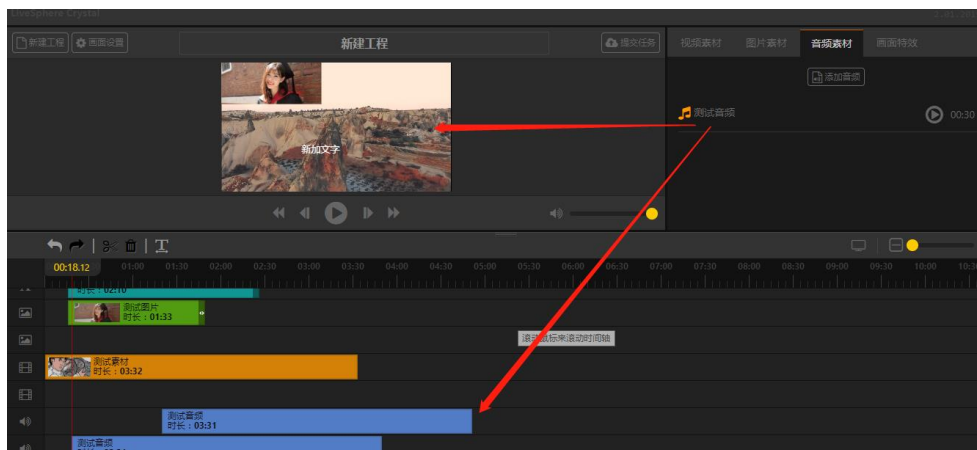 LiveSphere Crystal
新建工程 画面设置 新建工程 提交任务
视频素材 图片素材 音频素材 画面特效
添加音频
测试音频 00:30
新加文字
00:18.12 01:00 01:30 02:00 02:30 03:00 03:30 04:00 04:30 05:00 05:30 06:00 06:30 07:00 07:30 08:00 08:30 09:00 09:30 10:00 10:3
时长：02:10
测试图片
时长：01:33
滚动鼠标来滚动时间轴
测试素材
时长：03:32
测试音频
时长：03:31
测试音频